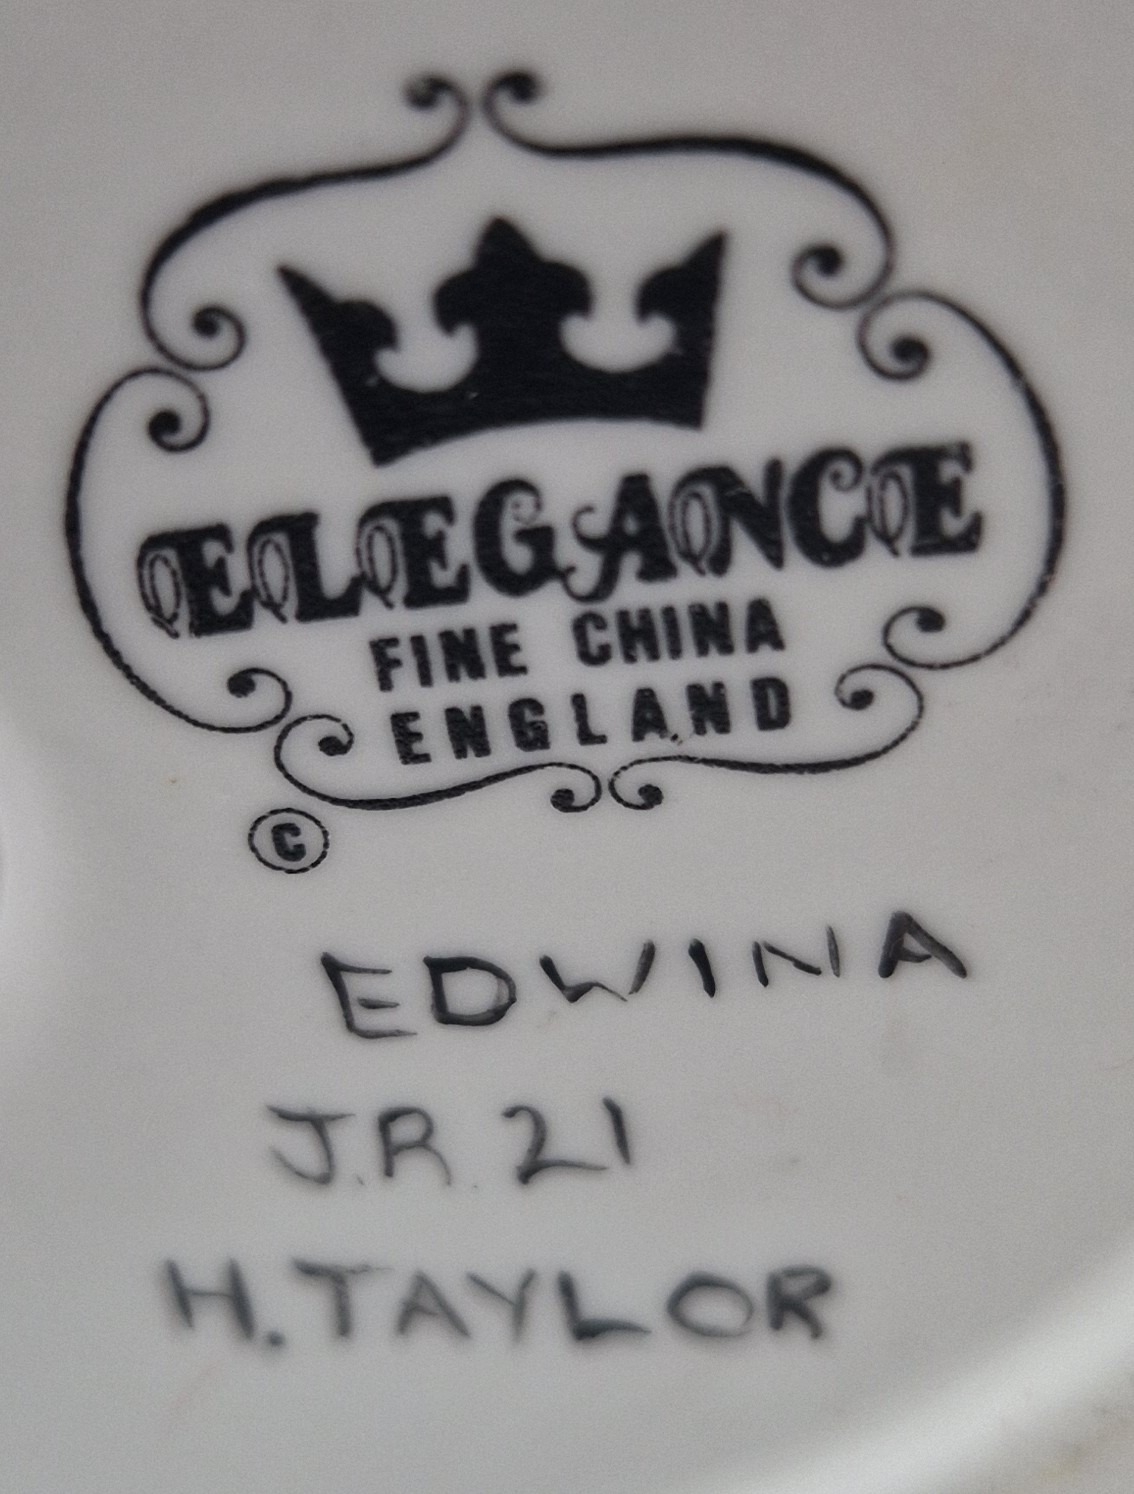 ELEGANCE
FINE CHINA
ENGLAND
©
EDWINA
J.R. 21
H. TAYLOR